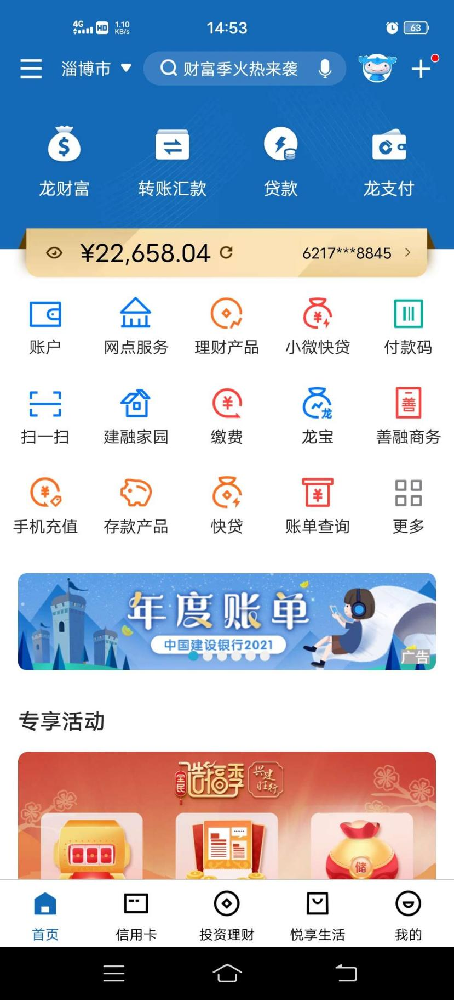 4G HD 1.10 KB/s 14:53 63
淄博市 财富季火热来袭
龙财富 转账汇款 贷款 龙支付
¥22,658.04 6217***8845
账户 网点服务 理财产品 小微快贷 付款码
扫一扫 建融家园 缴费 龙宝 善融商务
手机充值 存款产品 快贷 账单查询 更多
年度账单
中国建设银行2021
广告
专享活动
全民 造福季 兴建旺行
储
首页 信用卡 投资理财 悦享生活 我的